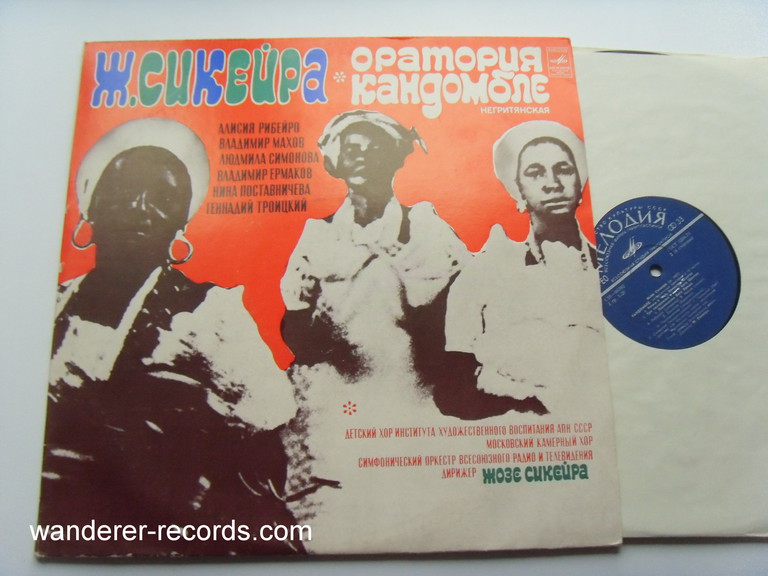 Ж. СИКЕЙРА * ОРАТОРИЯ
КАНДОМБЛЕ
НЕГРИТЯНСКАЯ
АЛИСИЯ РИБЕЙРО
ВЛАДИМИР МАХОВ
ЛЮДМИЛА СИМОНОВА
ВЛАДИМИР ЕРМАКОВ
НИНА ПОСТАВНИЧЕВА
ГЕННАДИЙ ТРОИЦКИЙ
*
ДЕТСКИЙ ХОР ИНСТИТУТА ХУДОЖЕСТВЕННОГО ВОСПИТАНИЯ АПН СССР
МОСКОВСКИЙ КАМЕРНЫЙ ХОР
СИМФОНИЧЕСКИЙ ОРКЕСТР ВСЕСОЮЗНОГО РАДИО И ТЕЛЕВИДЕНИЯ
ДИРИЖЕР ЖОЗЕ СИКЕЙРА
МЕЛОДИЯ
33
wanderer-records.com